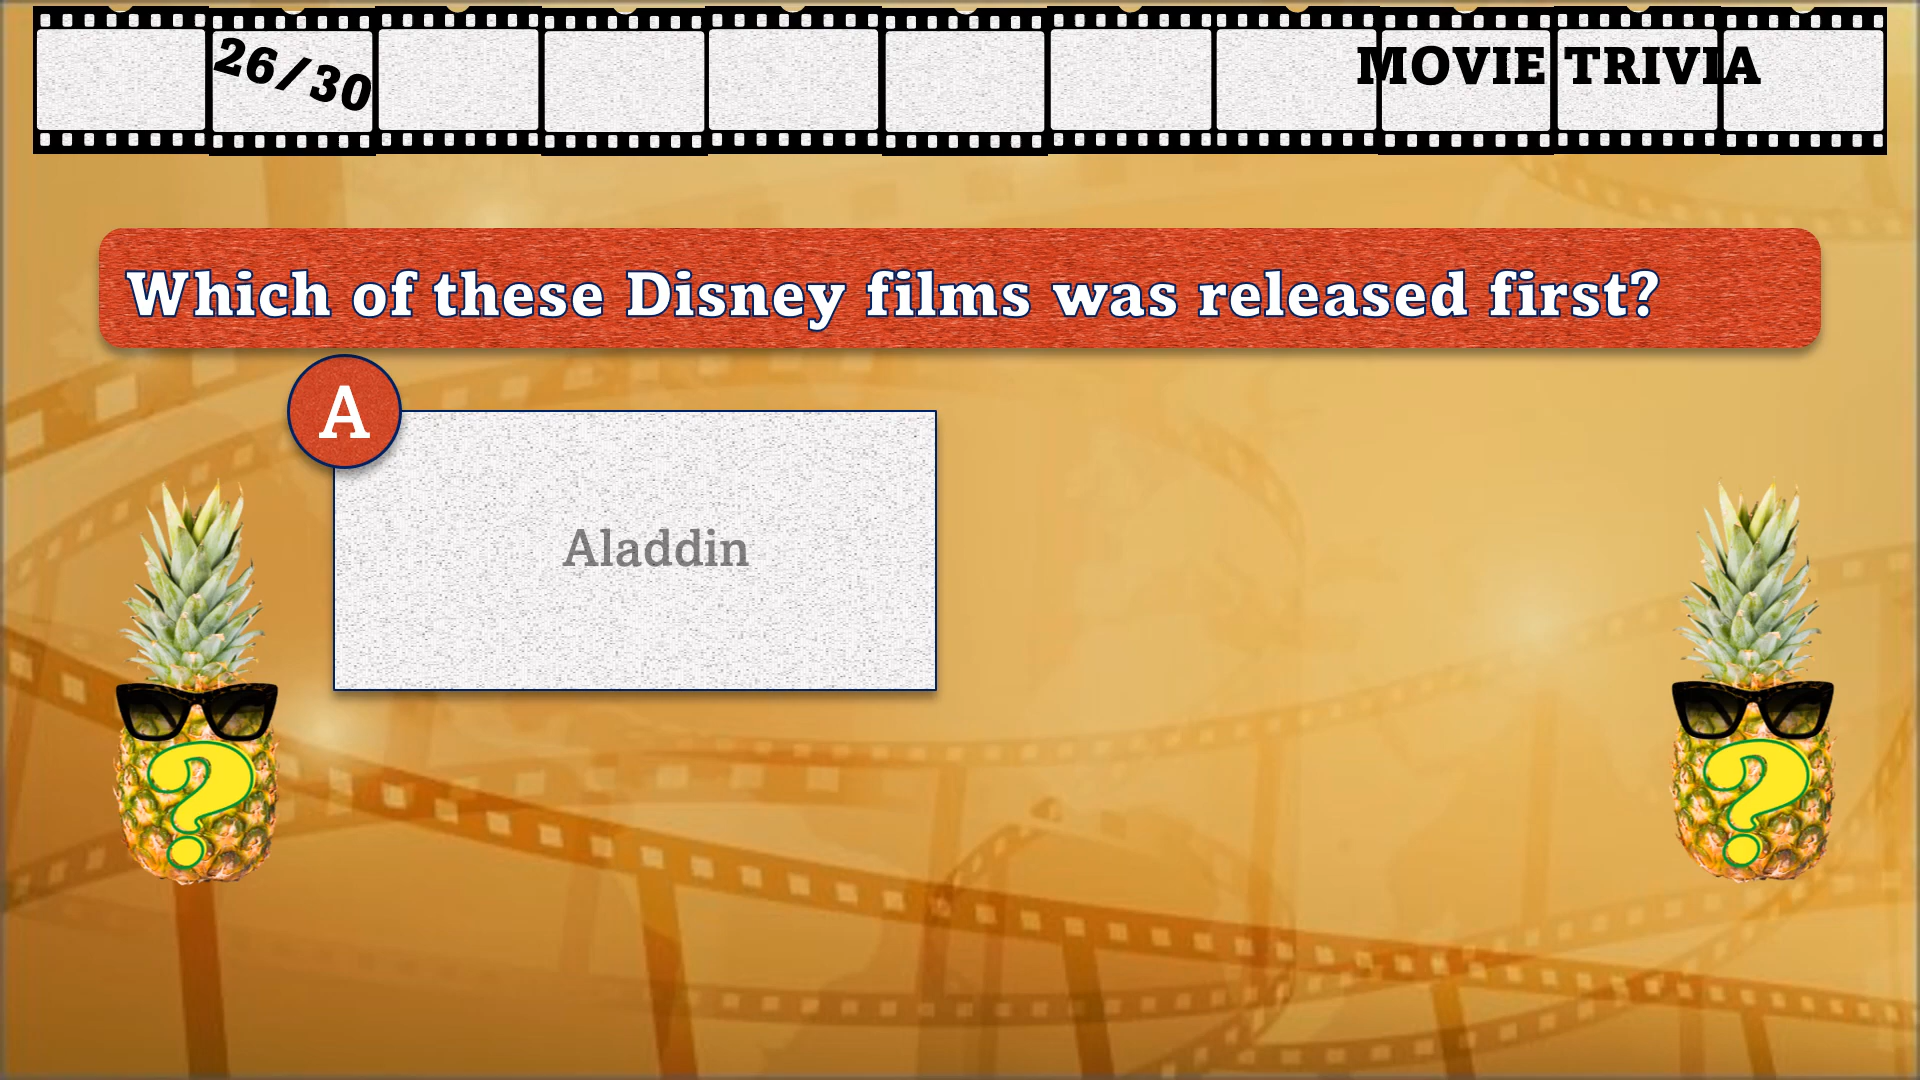 26/30
MOVIE TRIVIA
Which of these Disney films was released first?
A
Aladdin
?
?